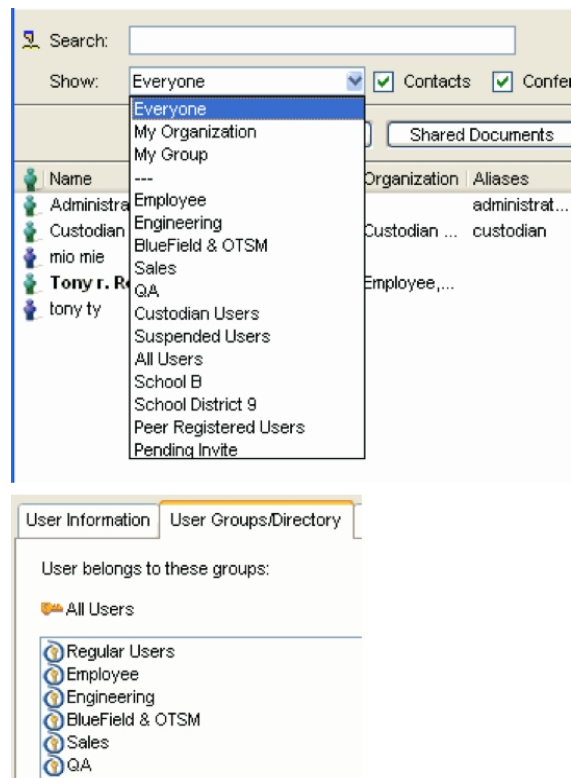 Search:
Show: Everyone Contacts Confer
Everyone
My Organization
My Group
---
Employee
Engineering
BlueField & OTSM
Sales
QA
Custodian Users
Suspended Users
All Users
School B
School District 9
Peer Registered Users
Pending Invite
Shared Documents
Name Organization Aliases
Administra administrat...
Custodian Custodian ... custodian
mio mie
Tony r. Re Employee,...
tony ty
User Information User Groups/Directory
User belongs to these groups:
All Users
Regular Users
Employee
Engineering
BlueField & OTSM
Sales
QA